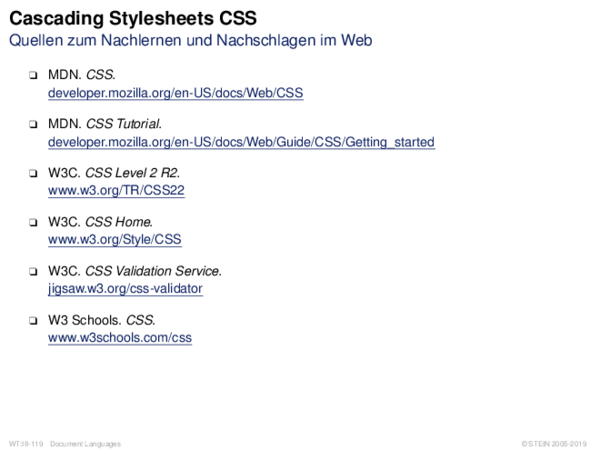 Cascading Stylesheets CSS
Quellen zum Nachlernen und Nachschlagen im Web
❑ MDN. CSS.
developer.mozilla.org/en-US/docs/Web/CSS
❑ MDN. CSS Tutorial.
developer.mozilla.org/en-US/docs/Web/Guide/CSS/Getting_started
❑ W3C. CSS Level 2 R2.
www.w3.org/TR/CSS22
❑ W3C. CSS Home.
www.w3.org/Style/CSS
❑ W3C. CSS Validation Service.
jigsaw.w3.org/css-validator
❑ W3 Schools. CSS.
www.w3schools.com/css
WT:III-119 Document Languages
© STEIN 2005-2019